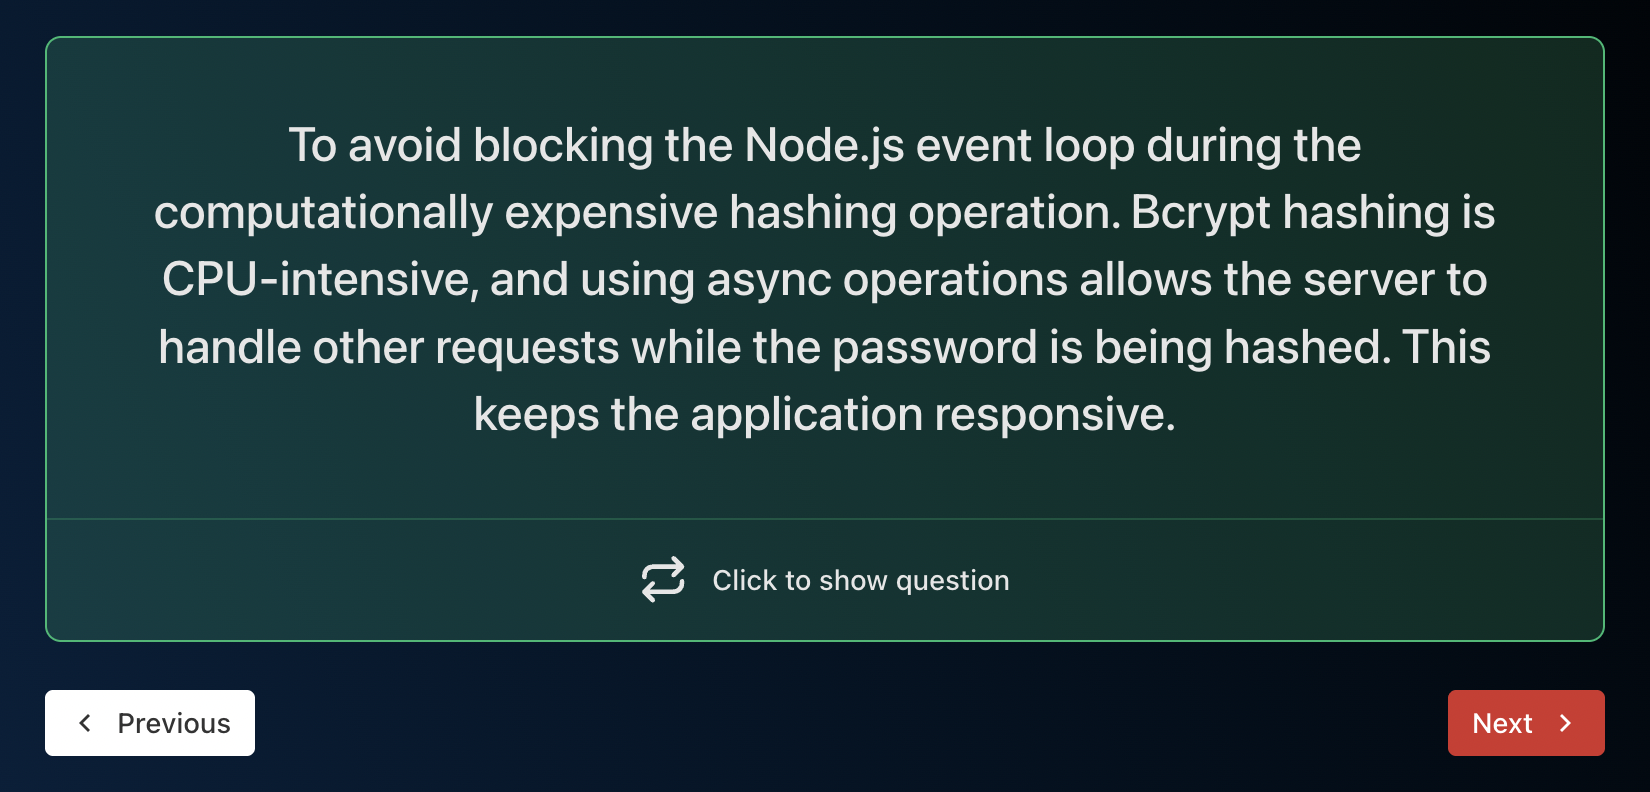 To avoid blocking the Node.js event loop during the
computationally expensive hashing operation. Bcrypt hashing is
CPU-intensive, and using async operations allows the server to
handle other requests while the password is being hashed. This
keeps the application responsive.
Click to show question
Previous
Next